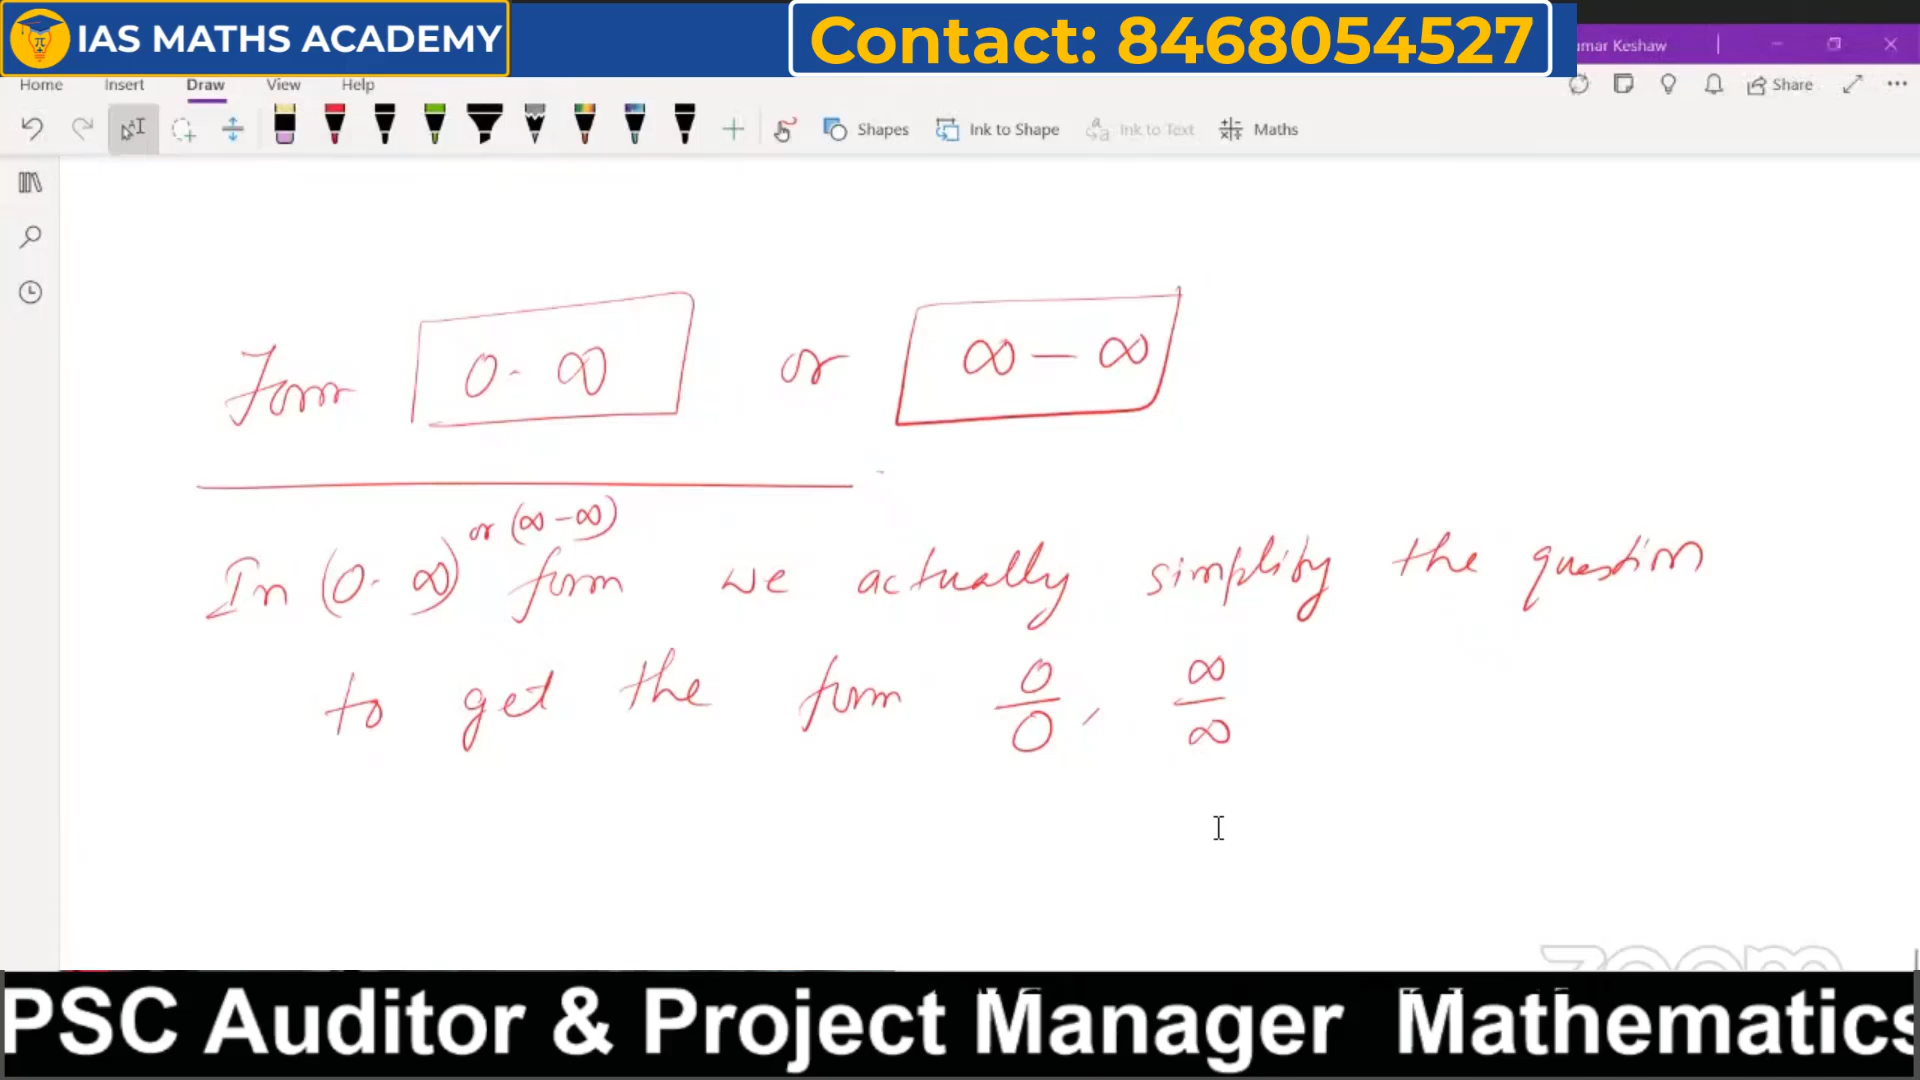 IAS MATHS ACADEMY
Contact: 8468054527
umar Keshaw
Home Insert Draw View Help
Share
Shapes Ink to Shape Ink to Text Maths
Form 0·∞ or ∞ – ∞
or (∞ – ∞)
In (0·∞) form we actually simplify the question
to get the form 0/0, ∞/∞
zoom
PSC Auditor & Project Manager Mathematics